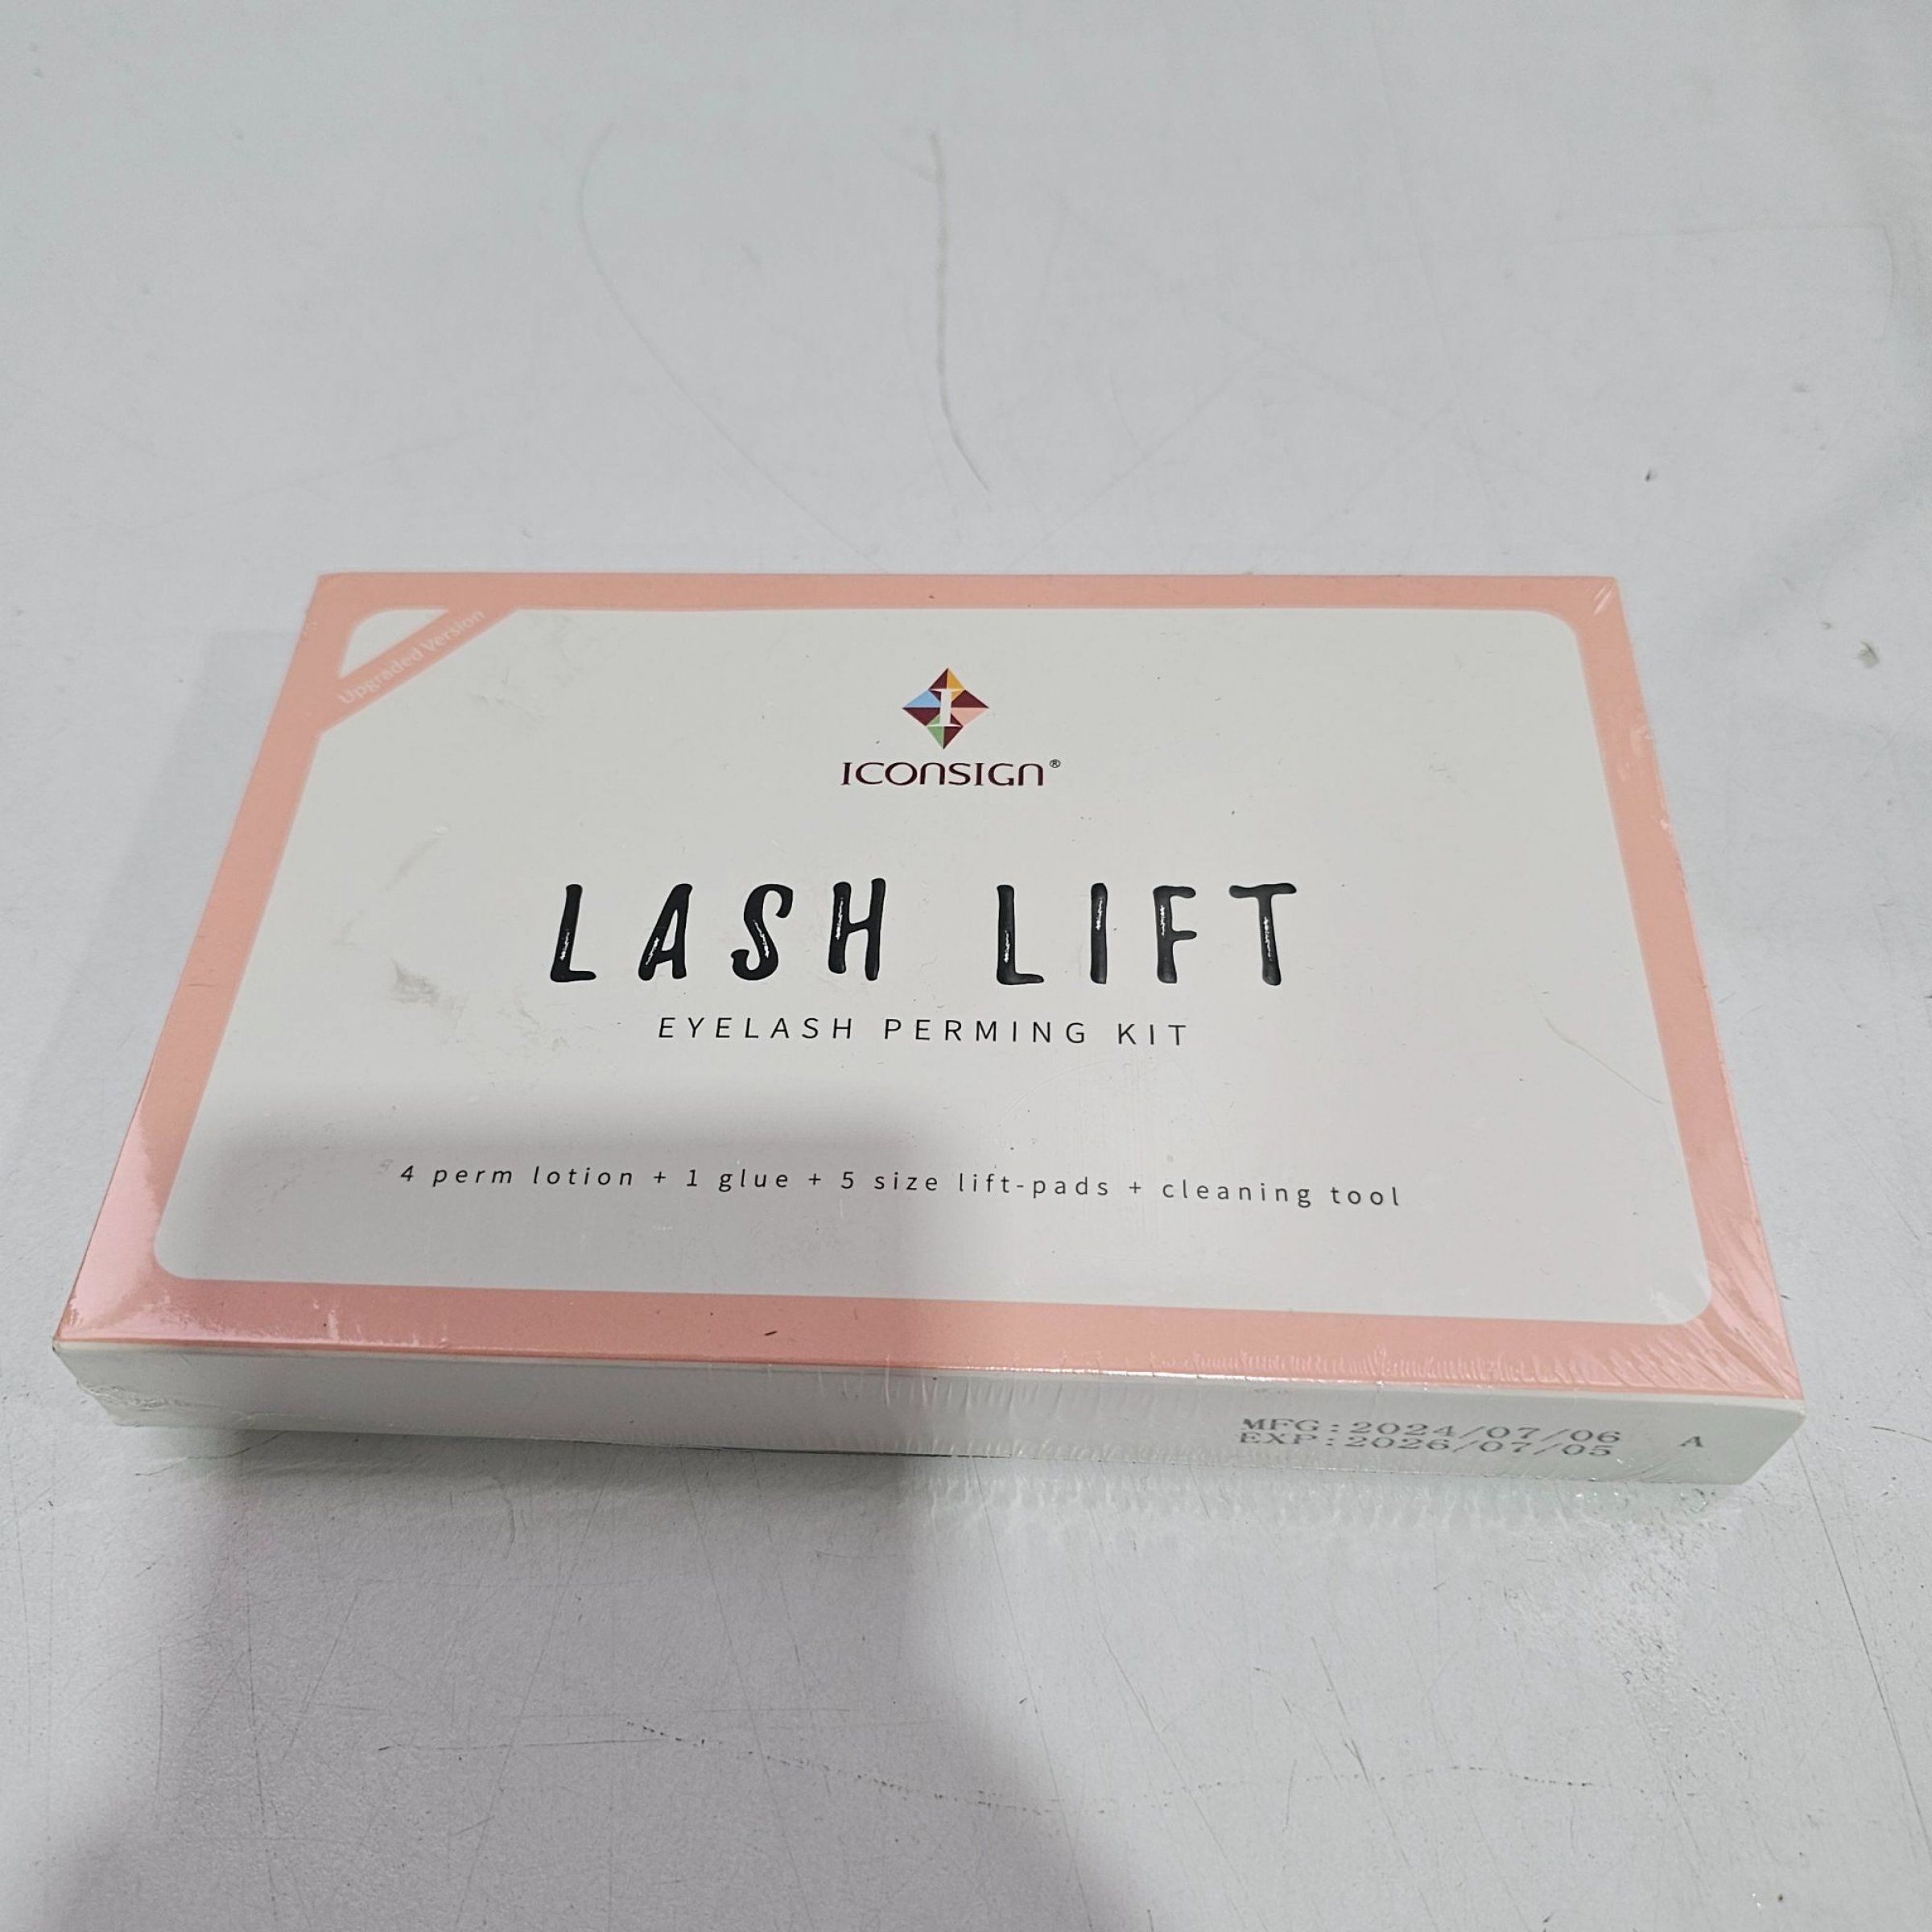 Upgraded Version
I
ICONSIGN®
LASH LIFT
EYELASH PERMING KIT
4 perm lotion + 1 glue + 5 size lift-pads + cleaning tool
MFG:2024/07/06 A
EXP:2026/07/05